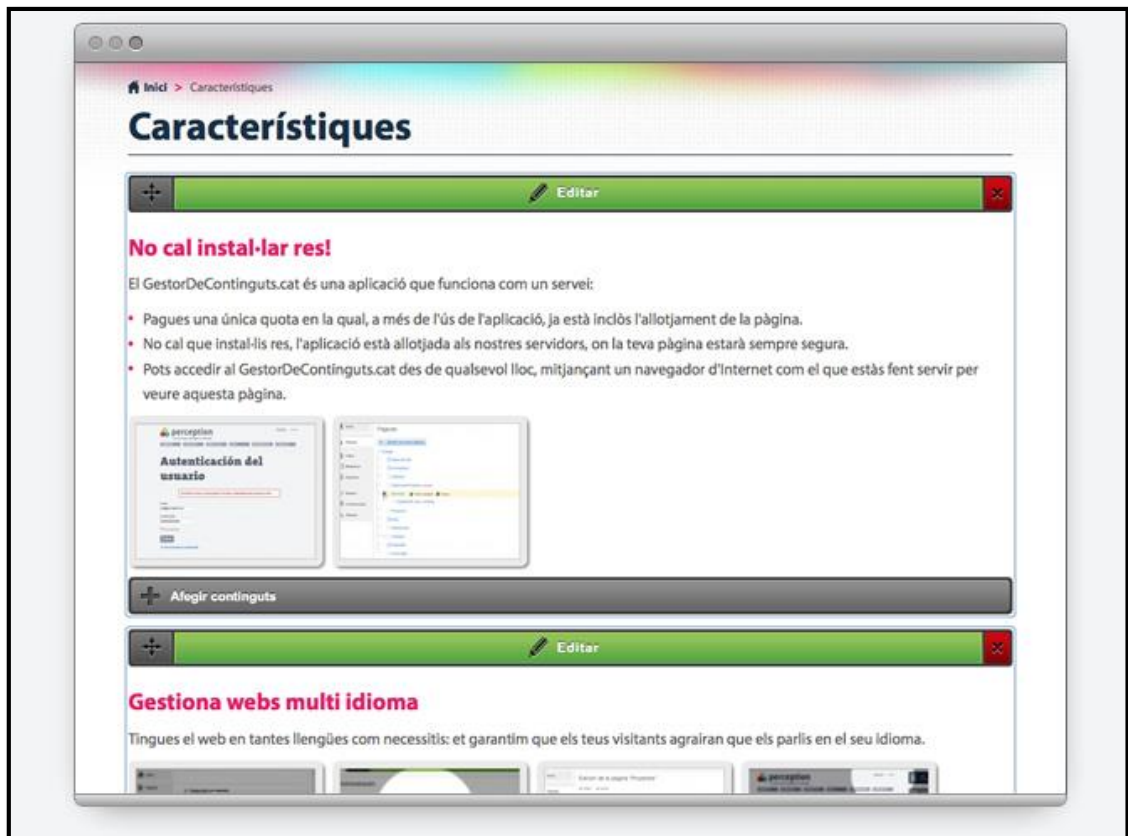 Inici > Característiques
Característiques
Editar
No cal instal·lar res!
El GestorDeContinguts.cat és una aplicació que funciona com un servei:
• Pagues una única quota en la qual, a més de l'ús de l'aplicació, ja està inclòs l'allotjament de la pàgina.
• No cal que instal·lis res, l'aplicació està allotjada als nostres servidors, on la teva pàgina estarà sempre segura.
• Pots accedir al GestorDeContinguts.cat des de qualsevol lloc, mitjançant un navegador d'Internet com el que estàs fent servir per
veure aquesta pàgina.
perception
Autenticación del
usuario
Afegir continguts
Editar
Gestiona webs multi idioma
Tingues el web en tantes llengües com necessitis: et garantim que els teus visitants agrairan que els parlis en el seu idioma.
perception